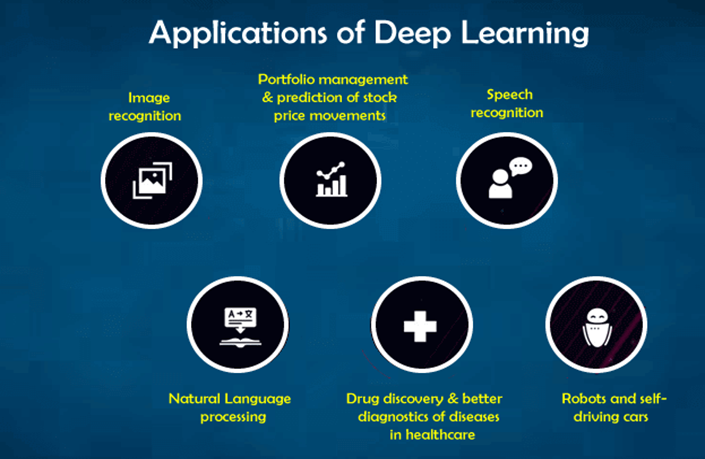 Applications of Deep Learning
Image
recognition
Portfolio management
& prediction of stock
price movements
Speech
recognition
A 文
Natural Language
processing
Drug discovery & better
diagnostics of diseases
in healthcare
Robots and self-
driving cars